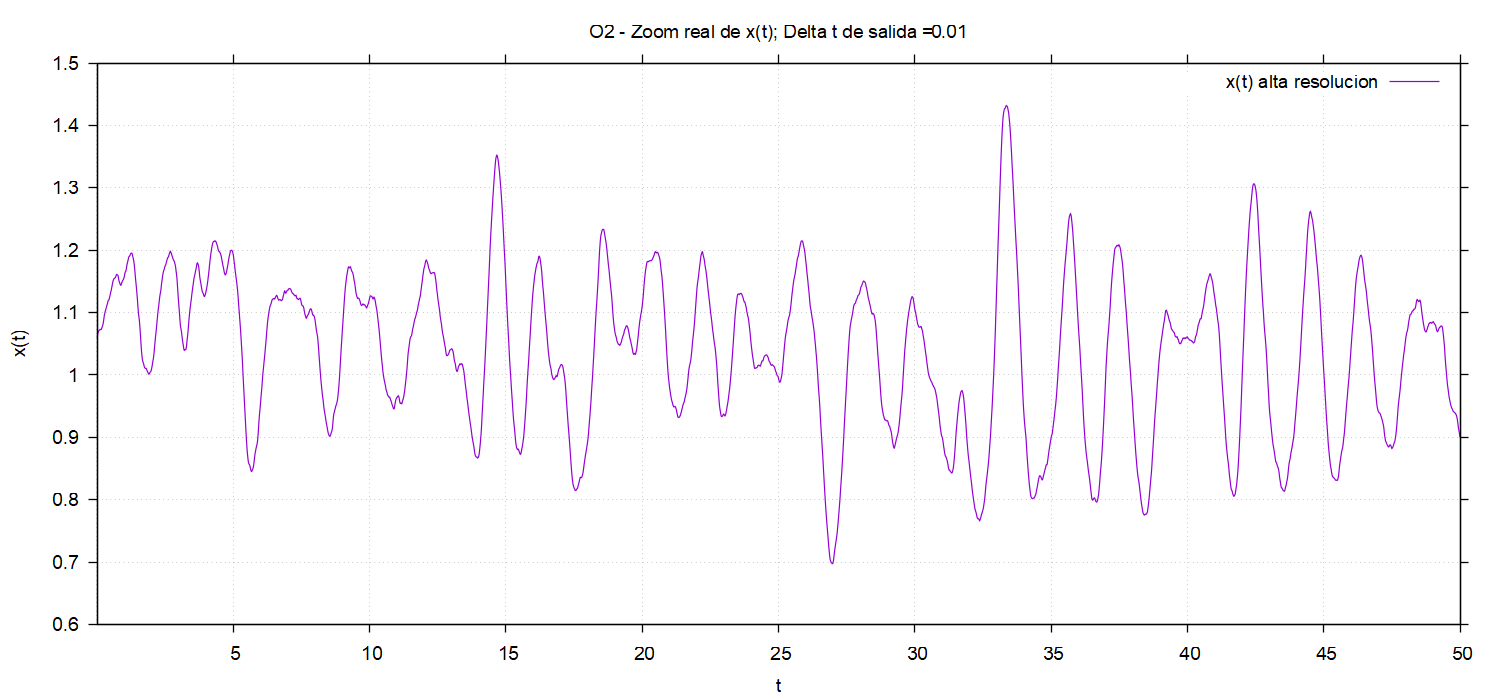 O2 - Zoom real de x(t); Delta t de salida =0.01
1.5
x(t) alta resolucion
1.4
1.3
1.2
1.1
x(t)
1
0.9
0.8
0.7
0.6
5 10 15 20 25 30 35 40 45 50
t